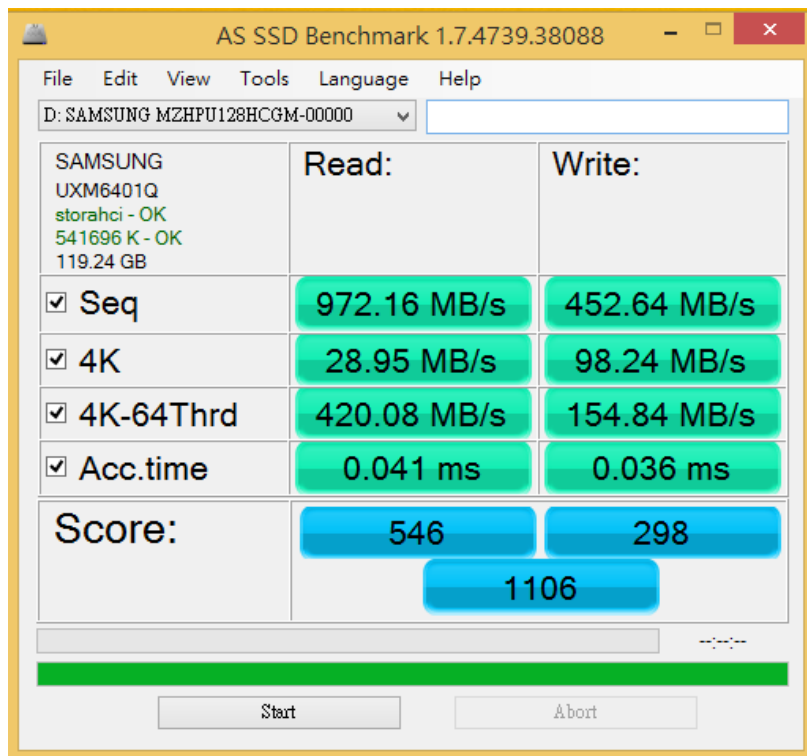 AS SSD Benchmark 1.7.4739.38088
File Edit View Tools Language Help
D: SAMSUNG MZHPU128HCGM-00000
SAMSUNG
UXM6401Q
storahci - OK
541696 K - OK
119.24 GB
Read: Write:
Seq 972.16 MB/s 452.64 MB/s
4K 28.95 MB/s 98.24 MB/s
4K-64Thrd 420.08 MB/s 154.84 MB/s
Acc.time 0.041 ms 0.036 ms
Score: 546 298
1106
--:--:--
Start Abort